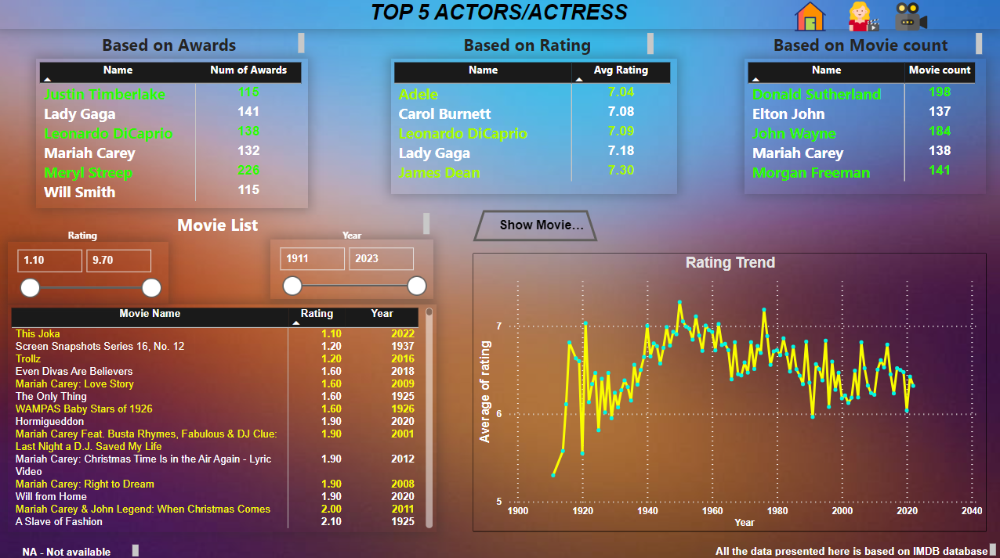 TOP 5 ACTORS/ACTRESS
Based on Awards
Name Num of Awards
Justin Timberlake 115
Lady Gaga 141
Leonardo DiCaprio 138
Mariah Carey 132
Meryl Streep 226
Will Smith 115
Based on Rating
Name Avg Rating
Adele 7.04
Carol Burnett 7.08
Leonardo DiCaprio 7.09
Lady Gaga 7.18
James Dean 7.30
Based on Movie count
Name Movie count
Donald Sutherland 198
Elton John 137
John Wayne 184
Mariah Carey 138
Morgan Freeman 141
Movie List
Rating
1.10 9.70
Year
1911 2023
Movie Name Rating Year
This Joka 1.10 2022
Screen Snapshots Series 16, No. 12 1.20 1937
Trollz 1.20 2016
Even Divas Are Believers 1.60 2018
Mariah Carey: Love Story 1.60 2009
The Only Thing 1.60 1925
WAMPAS Baby Stars of 1926 1.60 1926
Hormigueddon 1.90 2020
Mariah Carey Feat. Busta Rhymes, Fabulous & DJ Clue: 1.90 2001
Last Night a D.J. Saved My Life
Mariah Carey: Christmas Time Is in the Air Again - Lyric 1.90 2012
Video
Mariah Carey: Right to Dream 1.90 2008
Will from Home 1.90 2020
Mariah Carey & John Legend: When Christmas Comes 2.00 2011
A Slave of Fashion 2.10 1925
Show Movie...
Rating Trend
Average of rating
7
6
5
1900 1920 1940 1960 1980 2000 2020 2040
Year
NA - Not available
All the data presented here is based on IMDB database